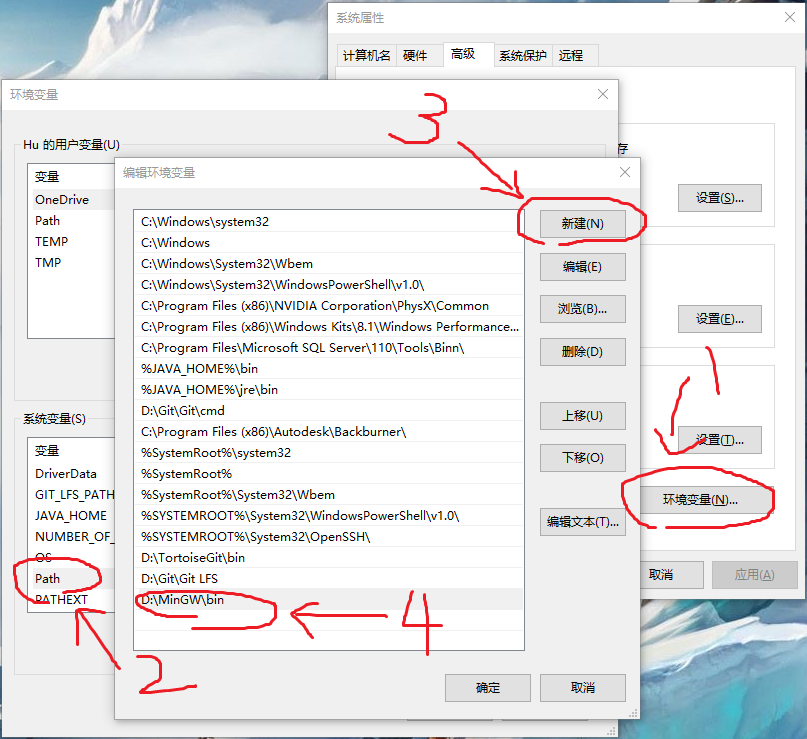 系统属性
计算机名 硬件 高级 系统保护 远程
环境变量
3
Hu 的用户变量(U)
存
变量
OneDrive
Path
TEMP
TMP
编辑环境变量
C:\Windows\system32
C:\Windows
C:\Windows\System32\Wbem
C:\Windows\System32\WindowsPowerShell\v1.0\
C:\Program Files (x86)\NVIDIA Corporation\PhysX\Common
C:\Program Files (x86)\Windows Kits\8.1\Windows Performance...
C:\Program Files\Microsoft SQL Server\110\Tools\Binn\
%JAVA_HOME%\bin
%JAVA_HOME%\jre\bin
D:\Git\Git\cmd
C:\Program Files (x86)\Autodesk\Backburner\
%SystemRoot%\system32
%SystemRoot%
%SystemRoot%\System32\Wbem
%SYSTEMROOT%\System32\WindowsPowerShell\v1.0\
%SYSTEMROOT%\System32\OpenSSH\
D:\TortoiseGit\bin
D:\Git\Git LFS
D:\MinGW\bin
新建(N)
编辑(E)
浏览(B)...
删除(D)
上移(U)
下移(O)
编辑文本(T)...
确定
取消
4
设置(S)...
设置(E)...
1
设置(T)...
环境变量(N)...
取消
应用(A)
系统变量(S)
变量
DriverData
GIT_LFS_PATH
JAVA_HOME
NUMBER_OF_
OS
Path
PATHEXT
2